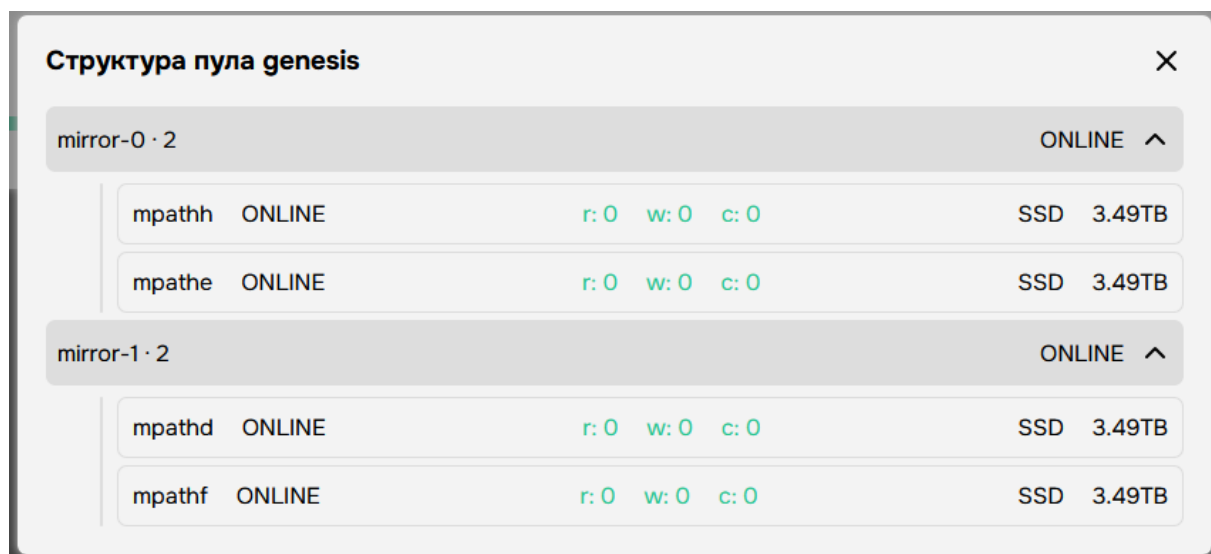 Структура пула genesis
mirror-0 · 2 ONLINE
mpathh ONLINE r: 0 w: 0 c: 0 SSD 3.49TB
mpathe ONLINE r: 0 w: 0 c: 0 SSD 3.49TB
mirror-1 · 2 ONLINE
mpathd ONLINE r: 0 w: 0 c: 0 SSD 3.49TB
mpathf ONLINE r: 0 w: 0 c: 0 SSD 3.49TB